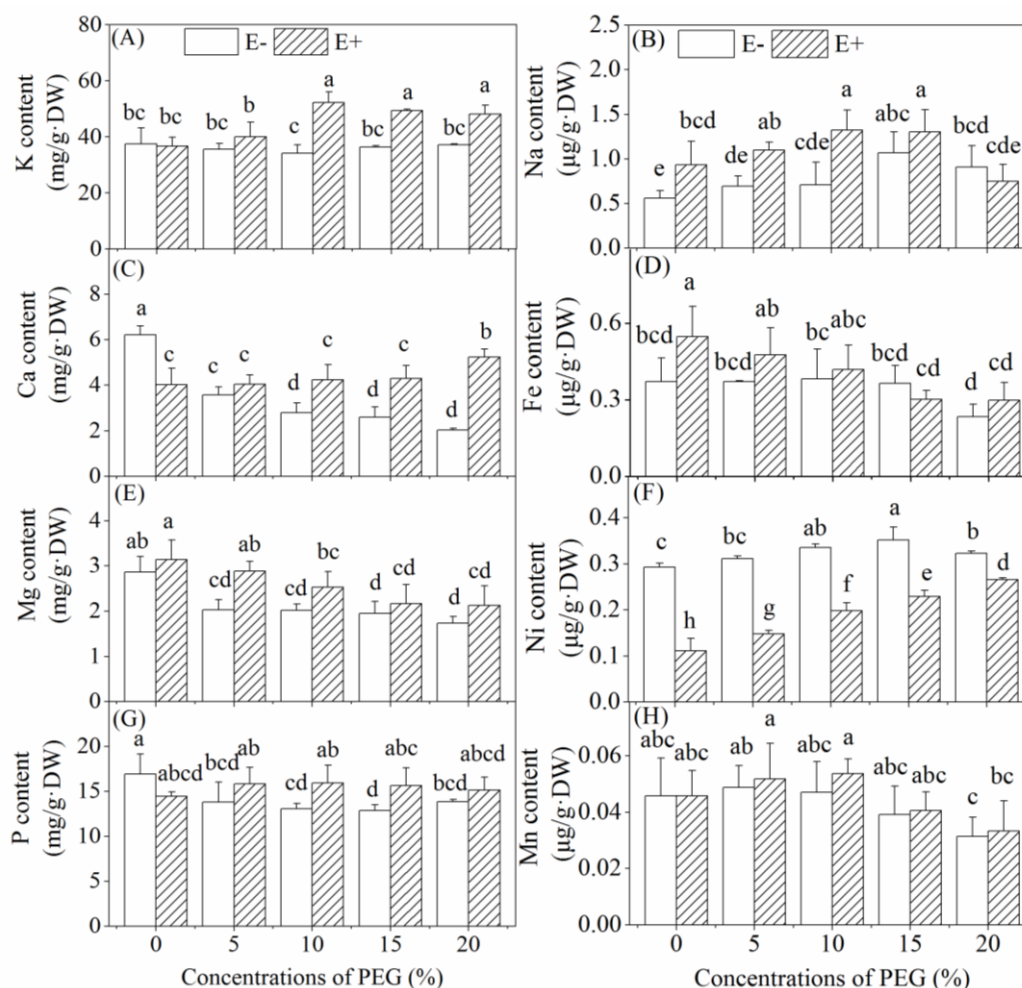 (A) E- E+
K content
(mg/g·DW)
80
60
40
20
0
bc bc bc b c a bc a bc a
(B) E- E+
Na content
(μg/g·DW)
2.5
2.0
1.5
1.0
0.5
0.0
e bcd de ab cde a abc a bcd cde
(C)
Ca content
(mg/g·DW)
6
4
2
0
a c c c d c d c d b
(D)
Fe content
(μg/g·DW)
0.6
0.3
0.0
bcd a bcd ab bc abc bcd cd d cd
(E)
Mg content
(mg/g·DW)
4
3
2
1
0
ab a cd ab cd bc d cd d cd
(F)
Ni content
(μg/g·DW)
0.4
0.3
0.2
0.1
0.0
c h bc g ab f a e b d
(G)
P content
(mg/g·DW)
20
15
10
5
0
a abcd bcd ab cd ab d abc bcd abcd
0 5 10 15 20
Concentrations of PEG (%)
(H)
Mn content
(μg/g·DW)
0.06
0.04
0.02
0.00
abc abc ab a abc a abc abc c bc
0 5 10 15 20
Concentrations of PEG (%)